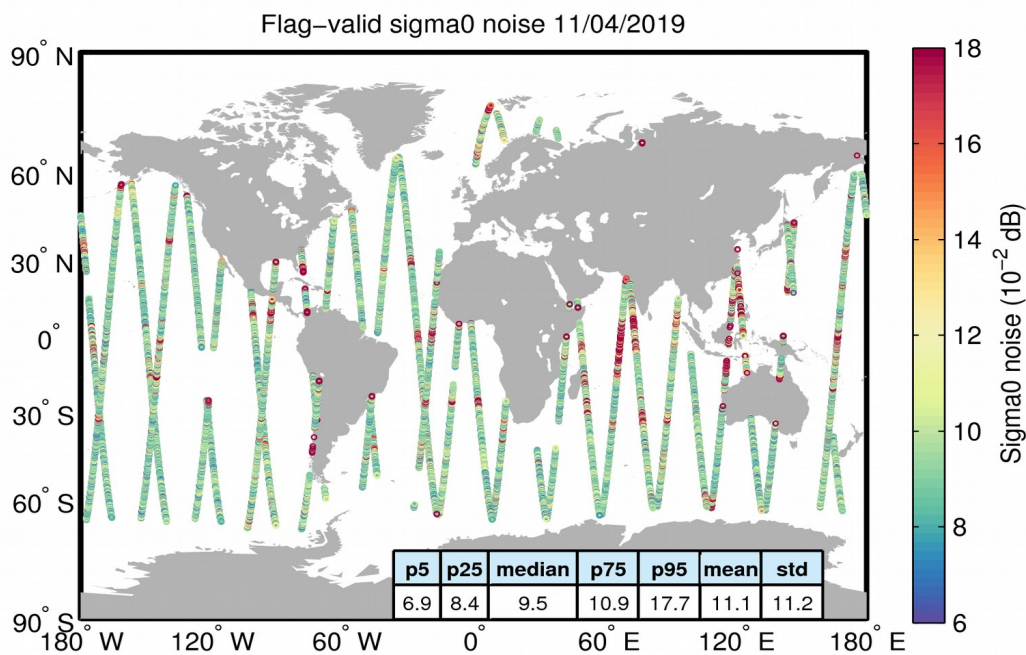 Flag−valid sigma0 noise 11/04/2019
90° N
60° N
30° N
0°
30° S
60° S
90° S
180° W
120° W
60° W
0°
60° E
120° E
180° E
p5 p25 median p75 p95 mean std
6.9 8.4 9.5 10.9 17.7 11.1 11.2
18
16
14
12
10
8
6
Sigma0 noise (10⁻² dB)